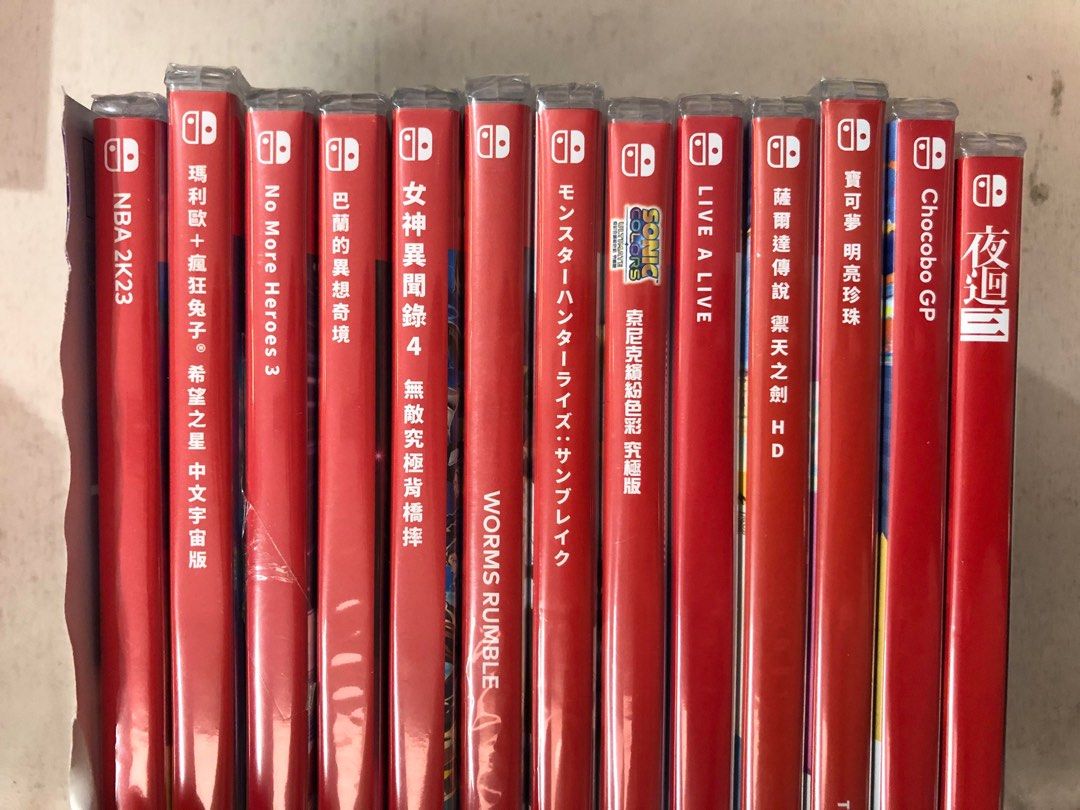 NBA 2K23
瑪利歐＋瘋狂兔子® 希望之星 中文宇宙版
No More Heroes 3
巴蘭的異想奇境
女神異聞錄 4 無敵究極背橋摔
WORMS RUMBLE
モンスターハンターライズ：サンブレイク
SONIC COLORS ULTIMATE
索尼克繽紛色彩 究極版
LIVE A LIVE
薩爾達傳說 禦天之劍 HD
寶可夢 明亮珍珠
Chocobo GP
夜廻三